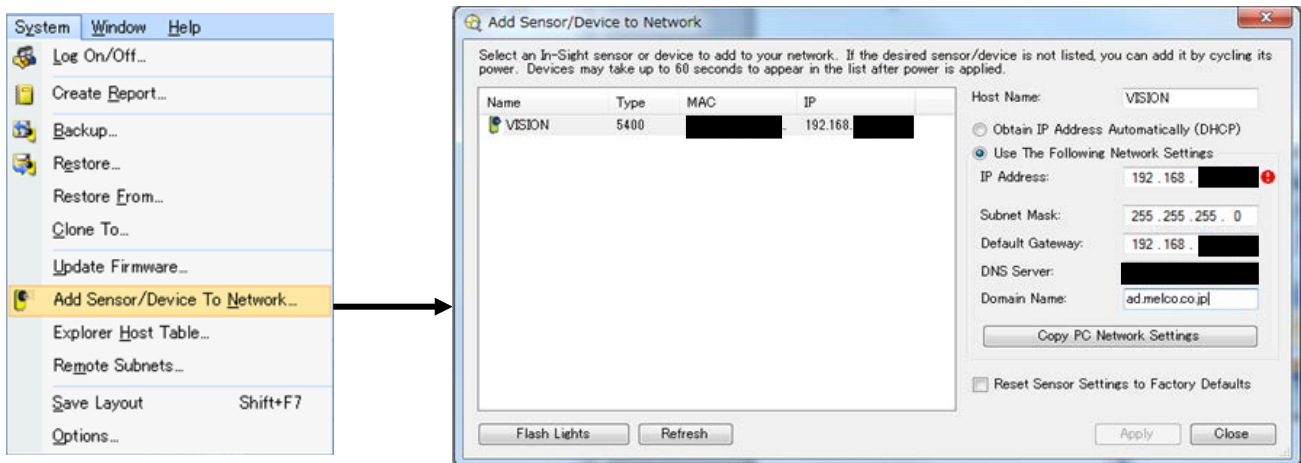 System Window Help
Log On/Off...
Create Report...
Backup...
Restore...
Restore From...
Clone To...
Update Firmware...
Add Sensor/Device To Network...
Explorer Host Table...
Remote Subnets...
Save Layout Shift+F7
Options...
Add Sensor/Device to Network
Select an In-Sight sensor or device to add to your network. If the desired sensor/device is not listed, you can add it by cycling its
power. Devices may take up to 60 seconds to appear in the list after power is applied.
Name Type MAC IP
VISION 5400 192.168.
Flash Lights Refresh
Host Name: VISION
Obtain IP Address Automatically (DHCP)
Use The Following Network Settings
IP Address: 192 . 168 .
Subnet Mask: 255 . 255 . 255 . 0
Default Gateway: 192 . 168 .
DNS Server:
Domain Name: ad.melco.co.jp
Copy PC Network Settings
Reset Sensor Settings to Factory Defaults
Apply Close